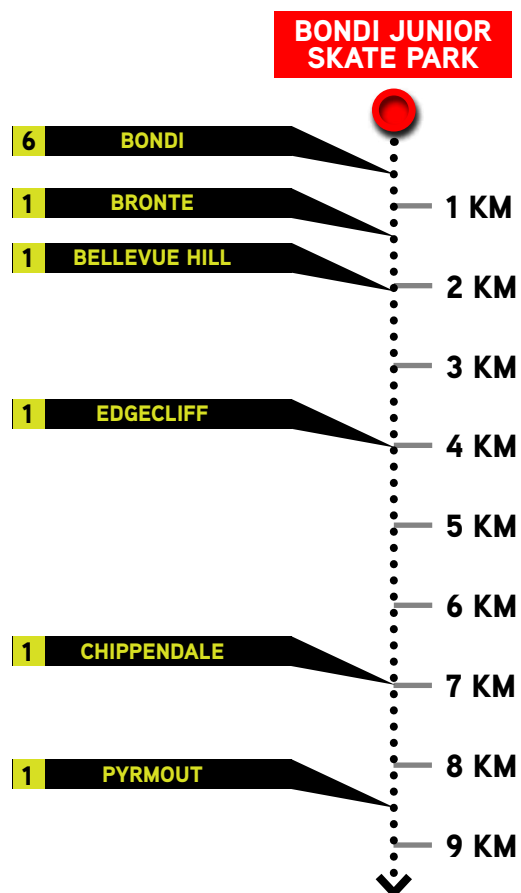 BONDI JUNIOR
SKATE PARK
6 BONDI
1 BRONTE
1 KM
1 BELLEVUE HILL
2 KM
3 KM
1 EDGECLIFF
4 KM
5 KM
6 KM
1 CHIPPENDALE
7 KM
1 PYRMOUT
8 KM
9 KM